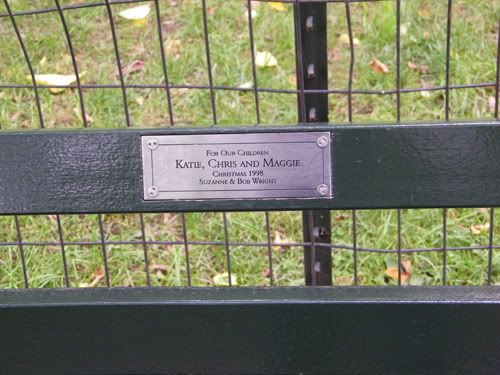 For Our Children
Katie, Chris and Maggie
Christmas 1998
Suzanne & Bob Wright